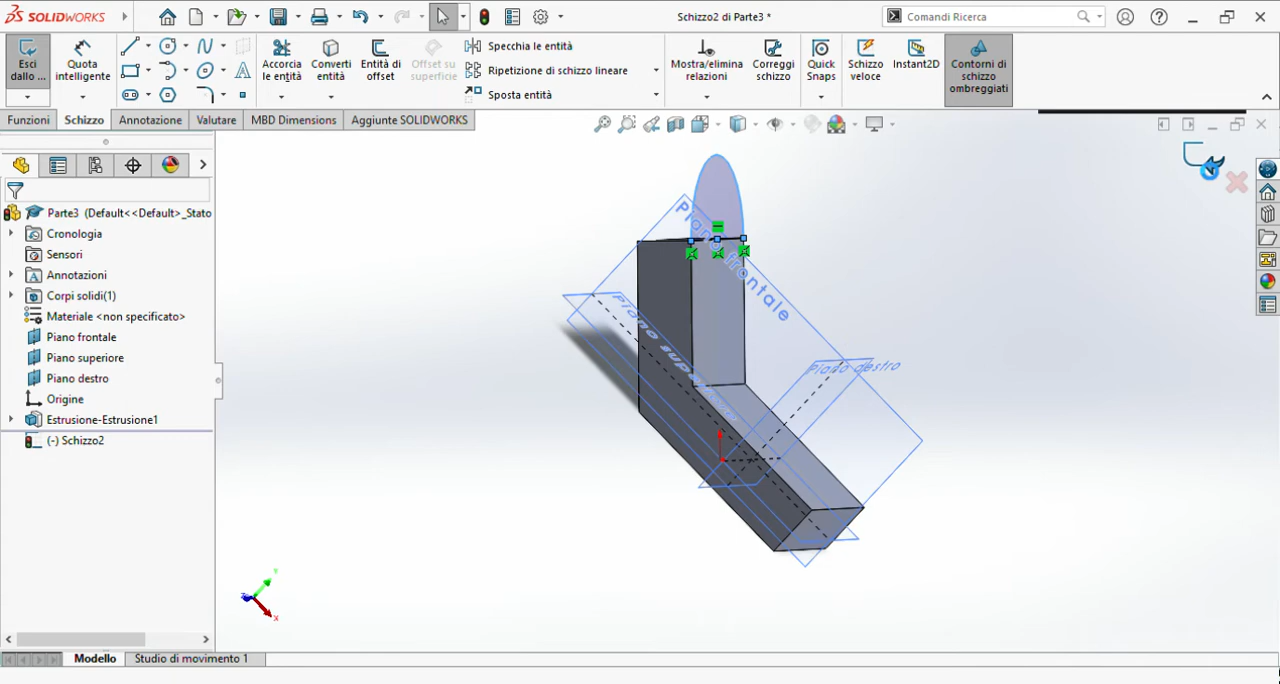 SOLIDWORKS
Schizzo2 di Parte3 *
Comandi Ricerca
Esci dallo ...
Quota intelligente
Accorcia le entità
Converti entità
Entità di offset
Offset su superficie
Specchia le entità
Ripetizione di schizzo lineare
Sposta entità
Mostra/elimina relazioni
Correggi schizzo
Quick Snaps
Schizzo veloce
Instant2D
Contorni di schizzo ombreggiati
Funzioni
Schizzo
Annotazione
Valutare
MBD Dimensions
Aggiunte SOLIDWORKS
Parte3 (Default<<Default>_Stato
Cronologia
Sensori
Annotazioni
Corpi solidi(1)
Materiale <non specificato>
Piano frontale
Piano superiore
Piano destro
Origine
Estrusione-Estrusione1
(-) Schizzo2
Piano frontale
Piano superiore
Piano destro
Y
X
Z
Modello
Studio di movimento 1